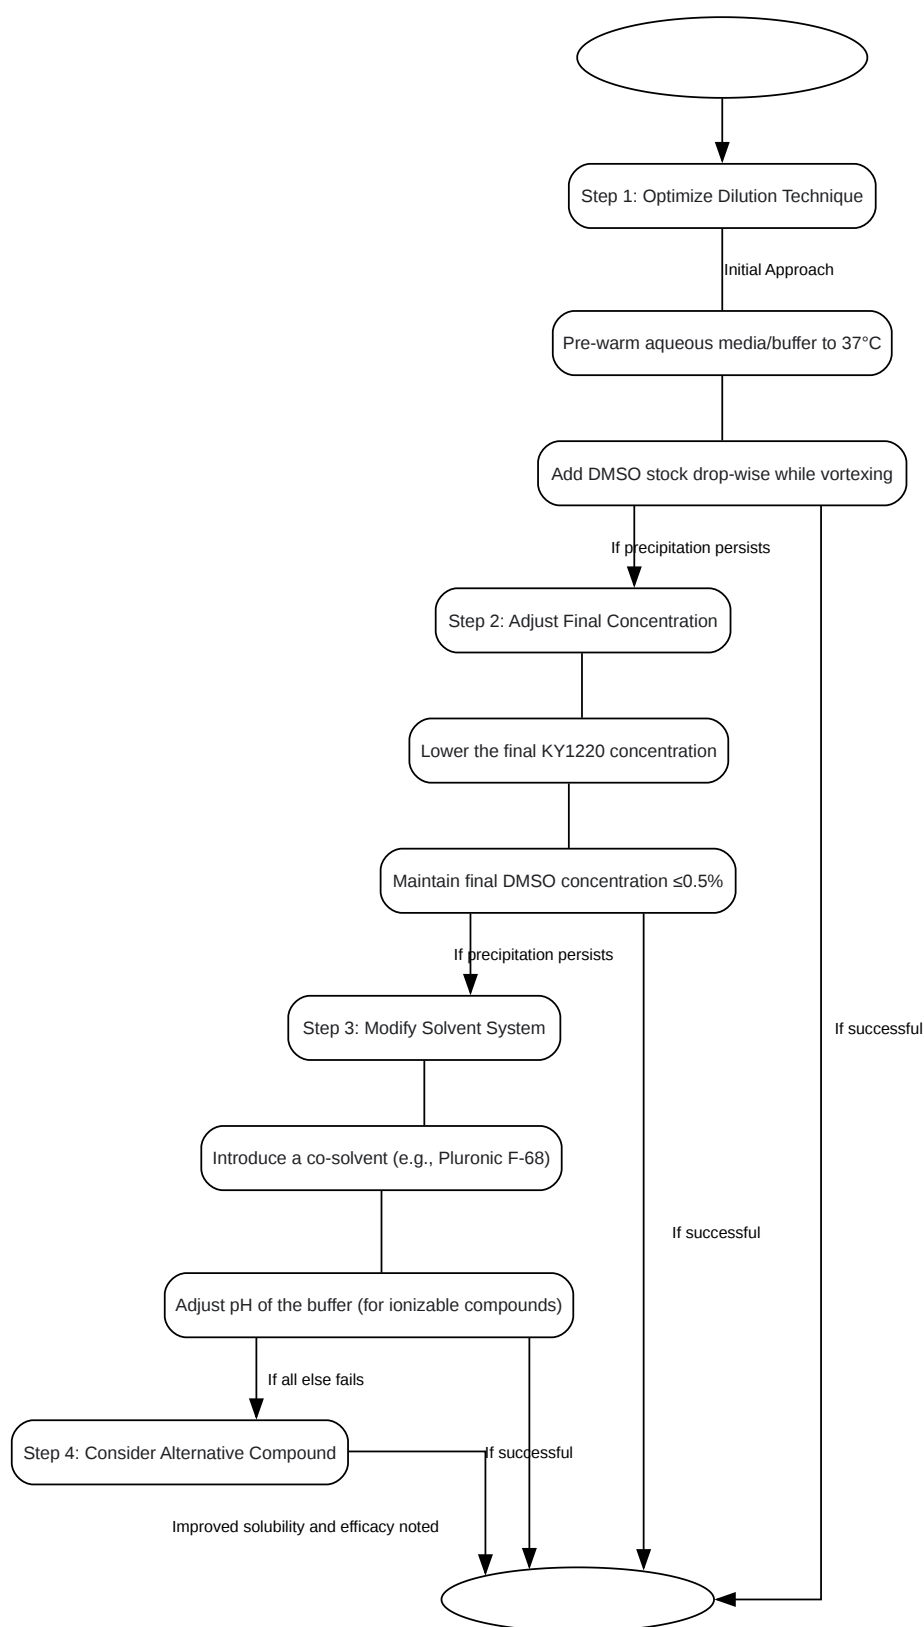 Step 1: Optimize Dilution Technique
Initial Approach
Pre-warm aqueous media/buffer to 37°C
Add DMSO stock drop-wise while vortexing
If precipitation persists
Step 2: Adjust Final Concentration
Lower the final KY1220 concentration
Maintain final DMSO concentration ≤0.5%
If precipitation persists
Step 3: Modify Solvent System
If successful
Introduce a co-solvent (e.g., Pluronic F-68)
If successful
Adjust pH of the buffer (for ionizable compounds)
If all else fails
Step 4: Consider Alternative Compound
If successful
Improved solubility and efficacy noted